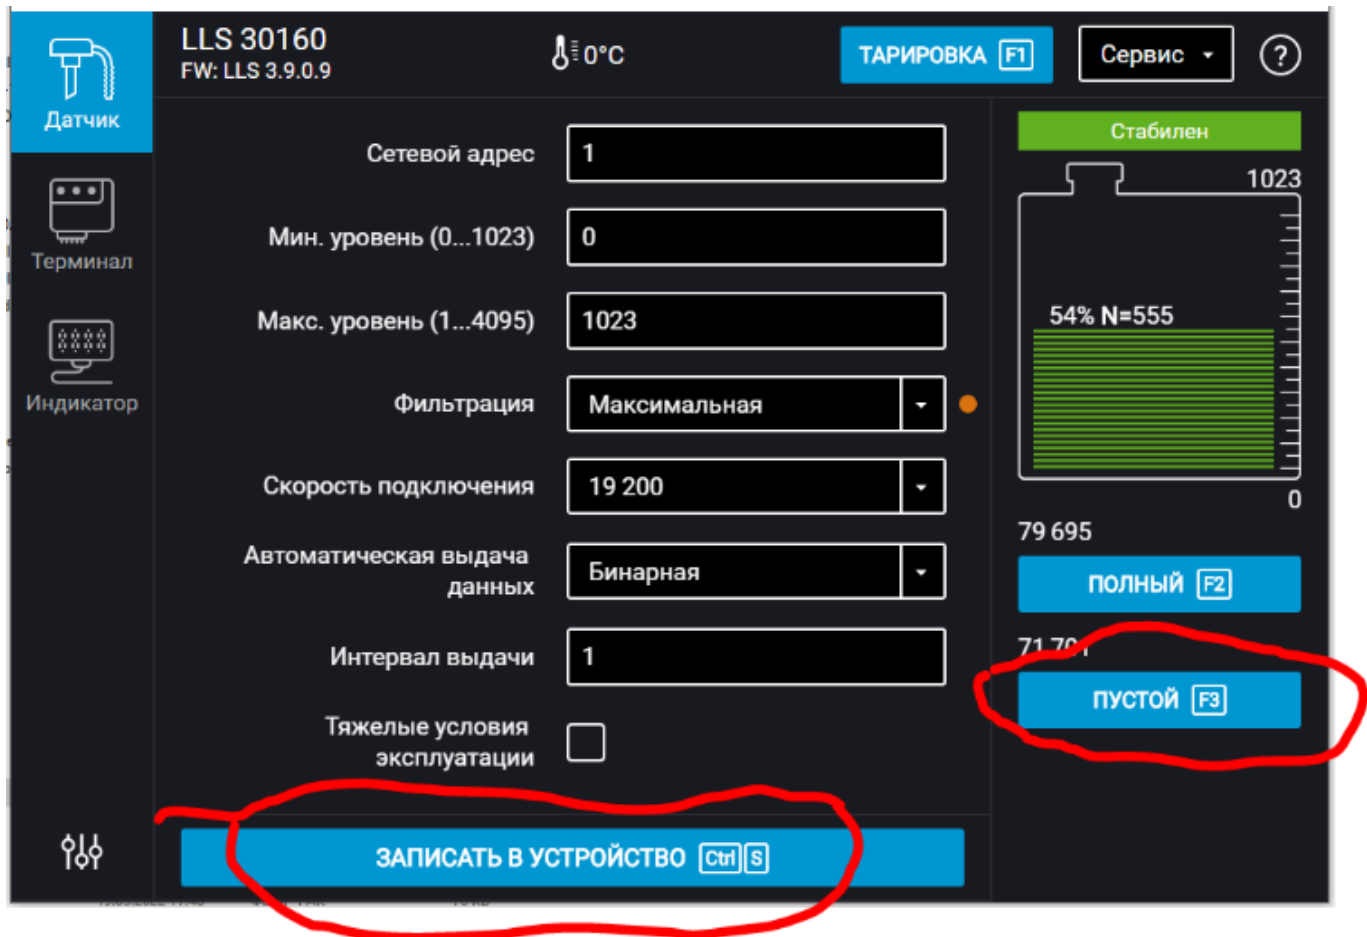 LLS 30160
FW: LLS 3.9.0.9
0°C
ТАРИРОВКА F1
Сервис
?
Датчик
Терминал
Индикатор
Сетевой адрес 1
Мин. уровень (0...1023) 0
Макс. уровень (1...4095) 1023
Фильтрация Максимальная
Скорость подключения 19 200
Автоматическая выдача
данных Бинарная
Интервал выдачи 1
Тяжелые условия
эксплуатации
ЗАПИСАТЬ В УСТРОЙСТВО Ctrl S
Стабилен
1023
54% N=555
0
79 695
ПОЛНЫЙ F2
ПУСТОЙ F3